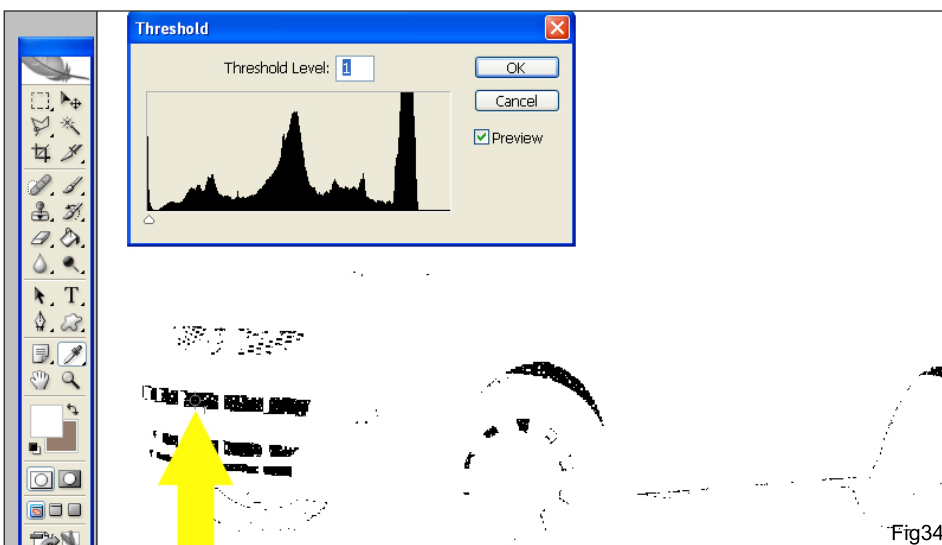 Threshold
Threshold Level: 1
OK
Cancel
Preview
T
Fig34